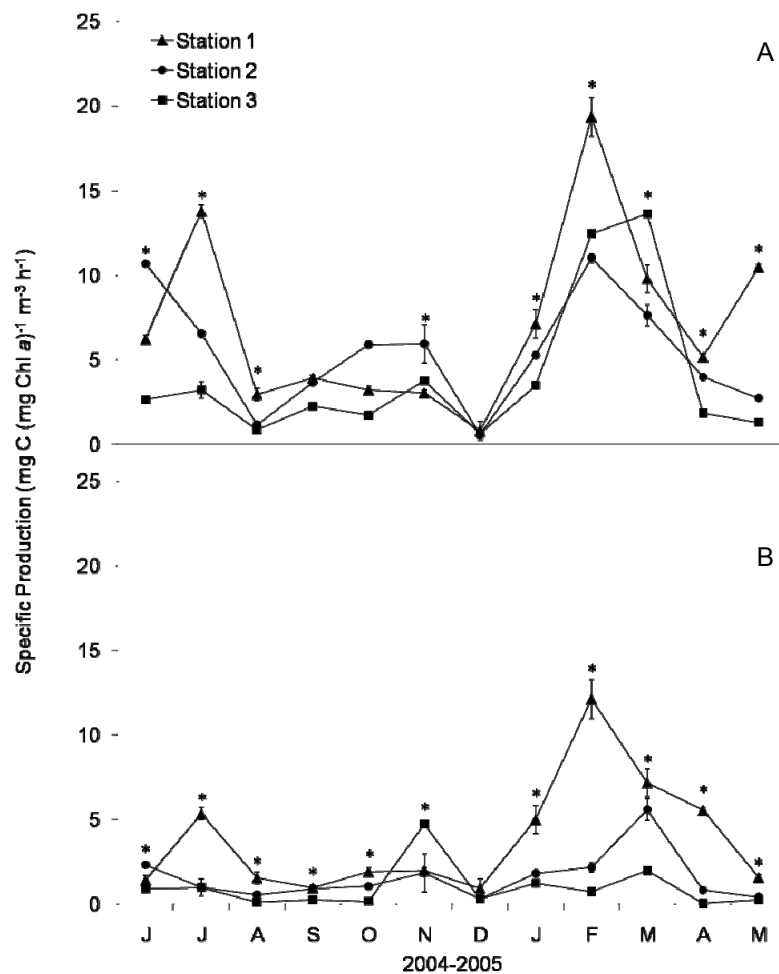 25
Station 1
Station 2
Station 3
A
20
15
10
5
0
Specific Production (mg C (mg Chl a)-1 m-3 h-1)
25
B
20
15
10
5
0
J J A S O N D J F M A M
2004-2005